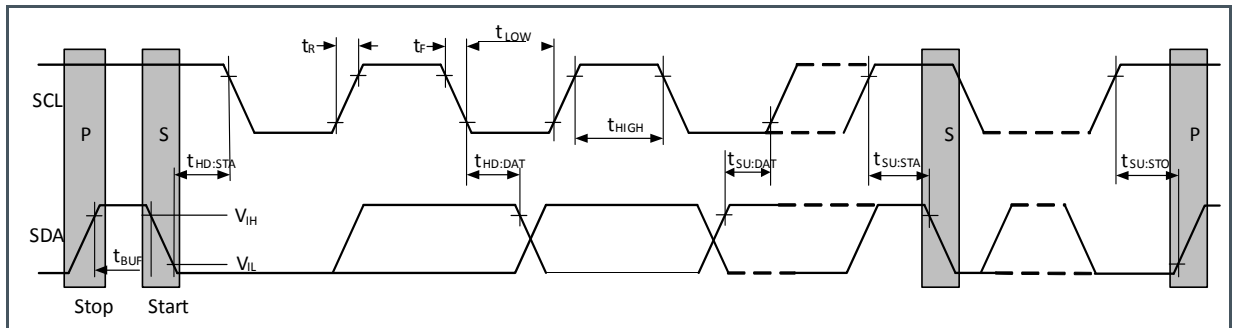 tR tF tLOW
SCL P S tHIGH S P
tHD:STA tHD:DAT tSU:DAT tSU:STA tSU:STO
VIH
SDA tBUF VIL
Stop Start